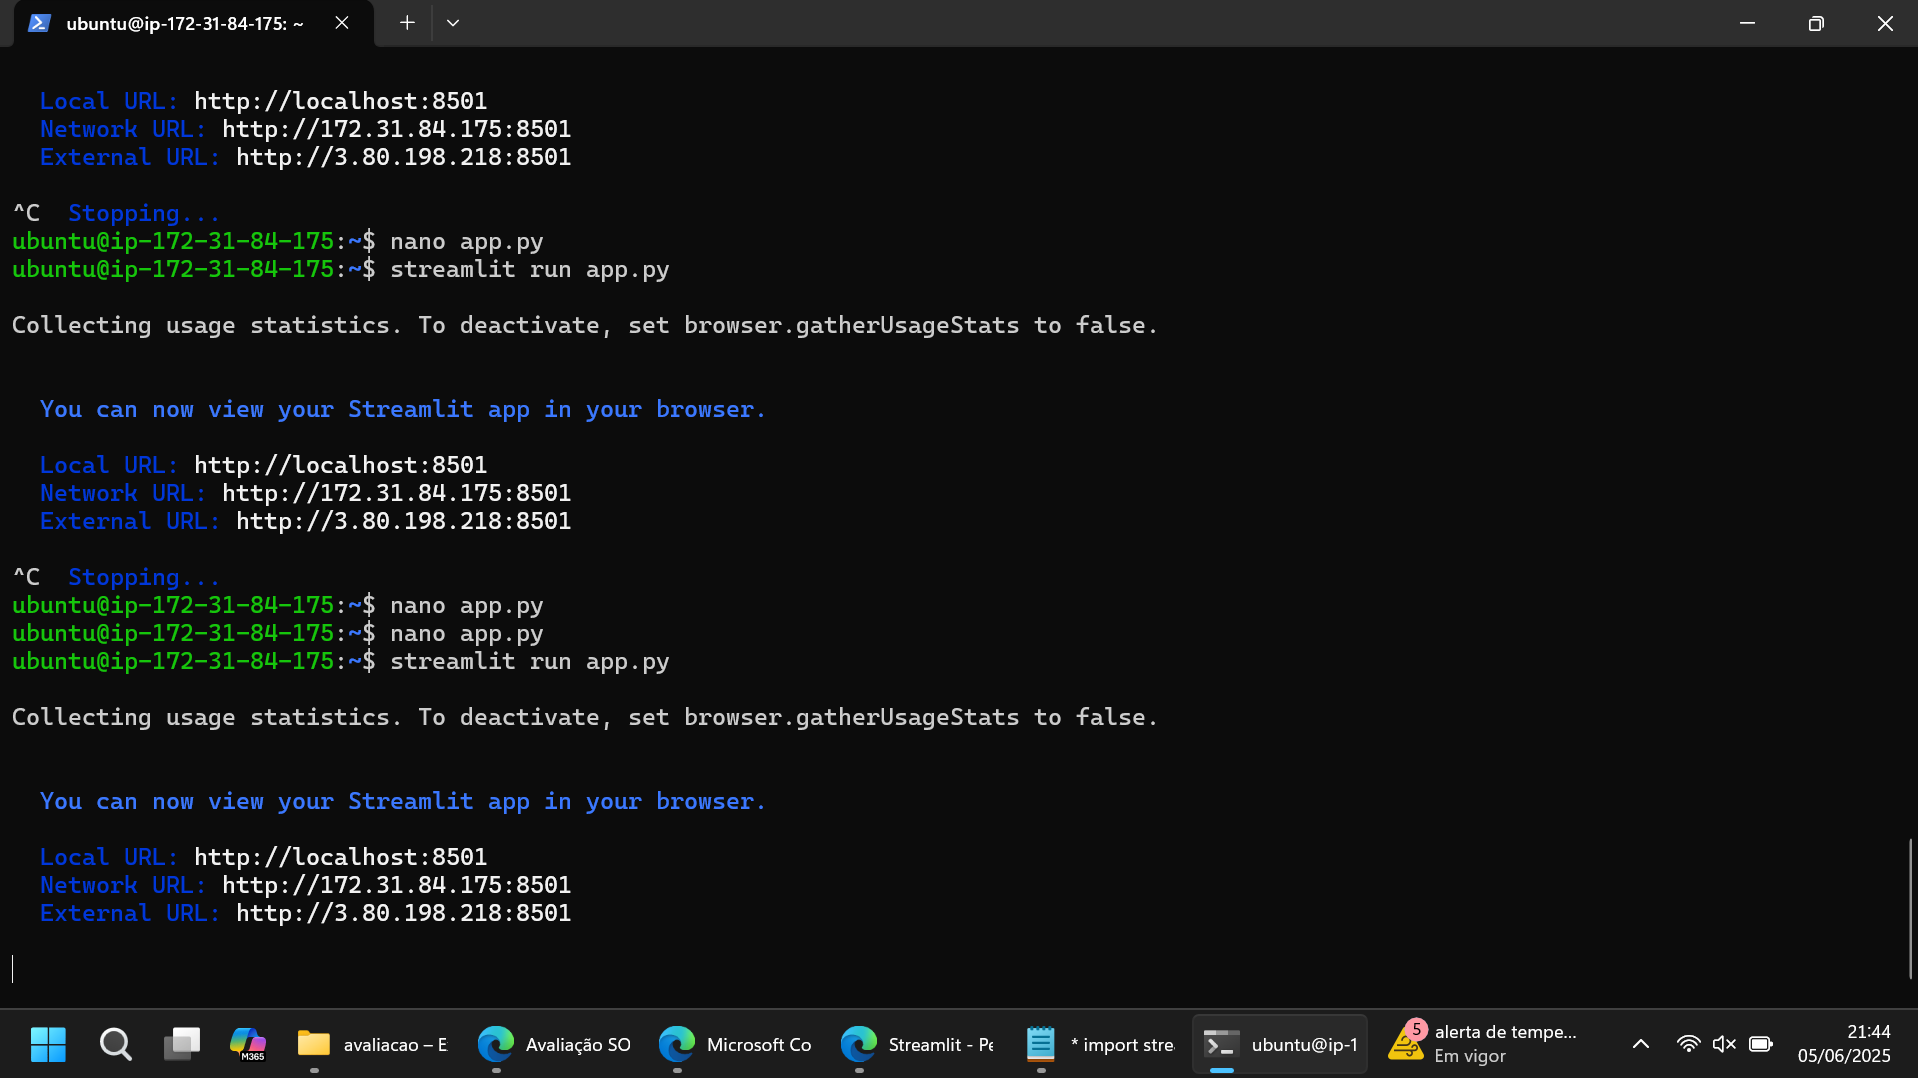 ubuntu@ip-172-31-84-175: ~
Local URL: http://localhost:8501
Network URL: http://172.31.84.175:8501
External URL: http://3.80.198.218:8501
^C  Stopping...
ubuntu@ip-172-31-84-175:~$ nano app.py
ubuntu@ip-172-31-84-175:~$ streamlit run app.py
Collecting usage statistics. To deactivate, set browser.gatherUsageStats to false.
You can now view your Streamlit app in your browser.
Local URL: http://localhost:8501
Network URL: http://172.31.84.175:8501
External URL: http://3.80.198.218:8501
^C  Stopping...
ubuntu@ip-172-31-84-175:~$ nano app.py
ubuntu@ip-172-31-84-175:~$ nano app.py
ubuntu@ip-172-31-84-175:~$ streamlit run app.py
Collecting usage statistics. To deactivate, set browser.gatherUsageStats to false.
You can now view your Streamlit app in your browser.
Local URL: http://localhost:8501
Network URL: http://172.31.84.175:8501
External URL: http://3.80.198.218:8501
M365
avaliacao – E
Avaliação SO
Microsoft Co
Streamlit - Pe
* import stre
ubuntu@ip-1
5
alerta de tempe...
Em vigor
21:44
05/06/2025